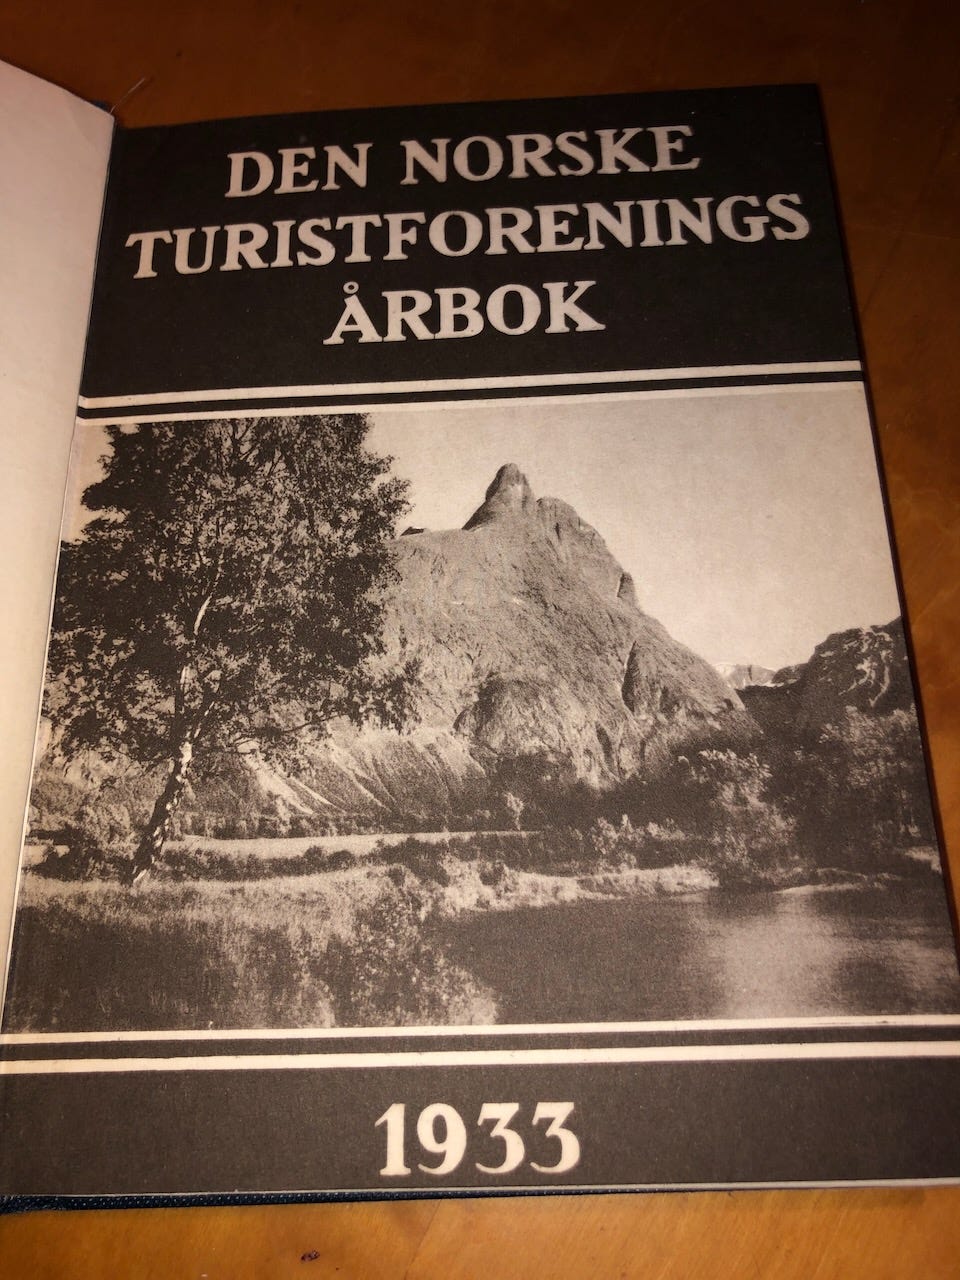 DEN NORSKE
TURISTFORENINGS
ÅRBOK
1933